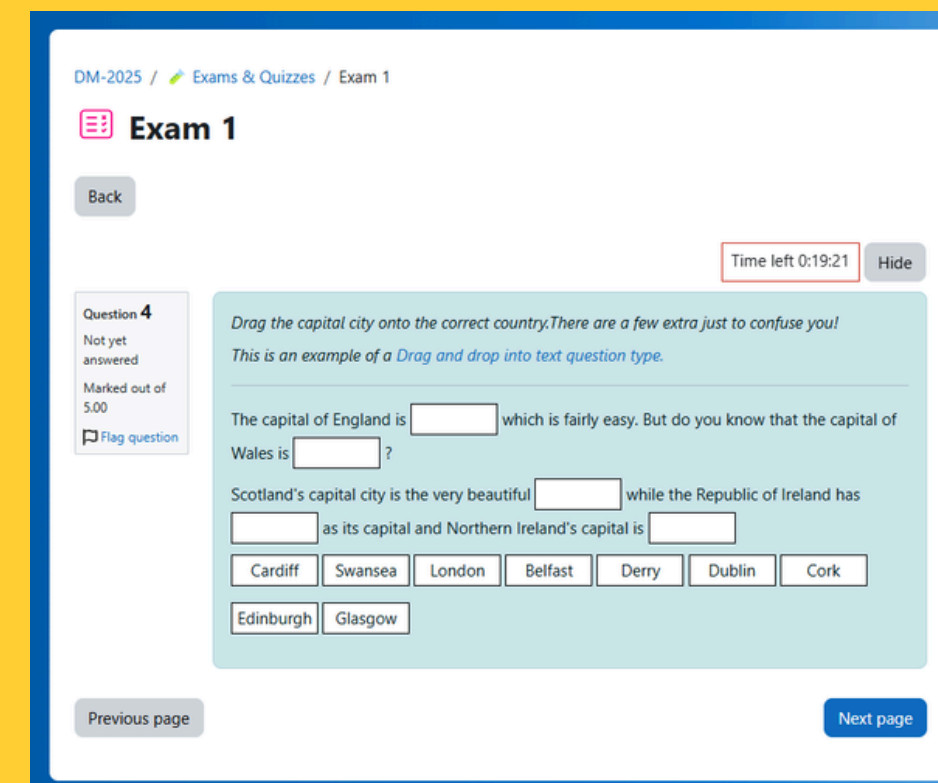 DM-2025 / Exams & Quizzes / Exam 1
Exam 1
Back
Time left 0:19:21 Hide
Question 4
Not yet
answered
Marked out of
5.00
Flag question
Drag the capital city onto the correct country.There are a few extra just to confuse you!
This is an example of a Drag and drop into text question type.
The capital of England is which is fairly easy. But do you know that the capital of
Wales is ?
Scotland's capital city is the very beautiful while the Republic of Ireland has
as its capital and Northern Ireland's capital is
Cardiff Swansea London Belfast Derry Dublin Cork
Edinburgh Glasgow
Previous page Next page